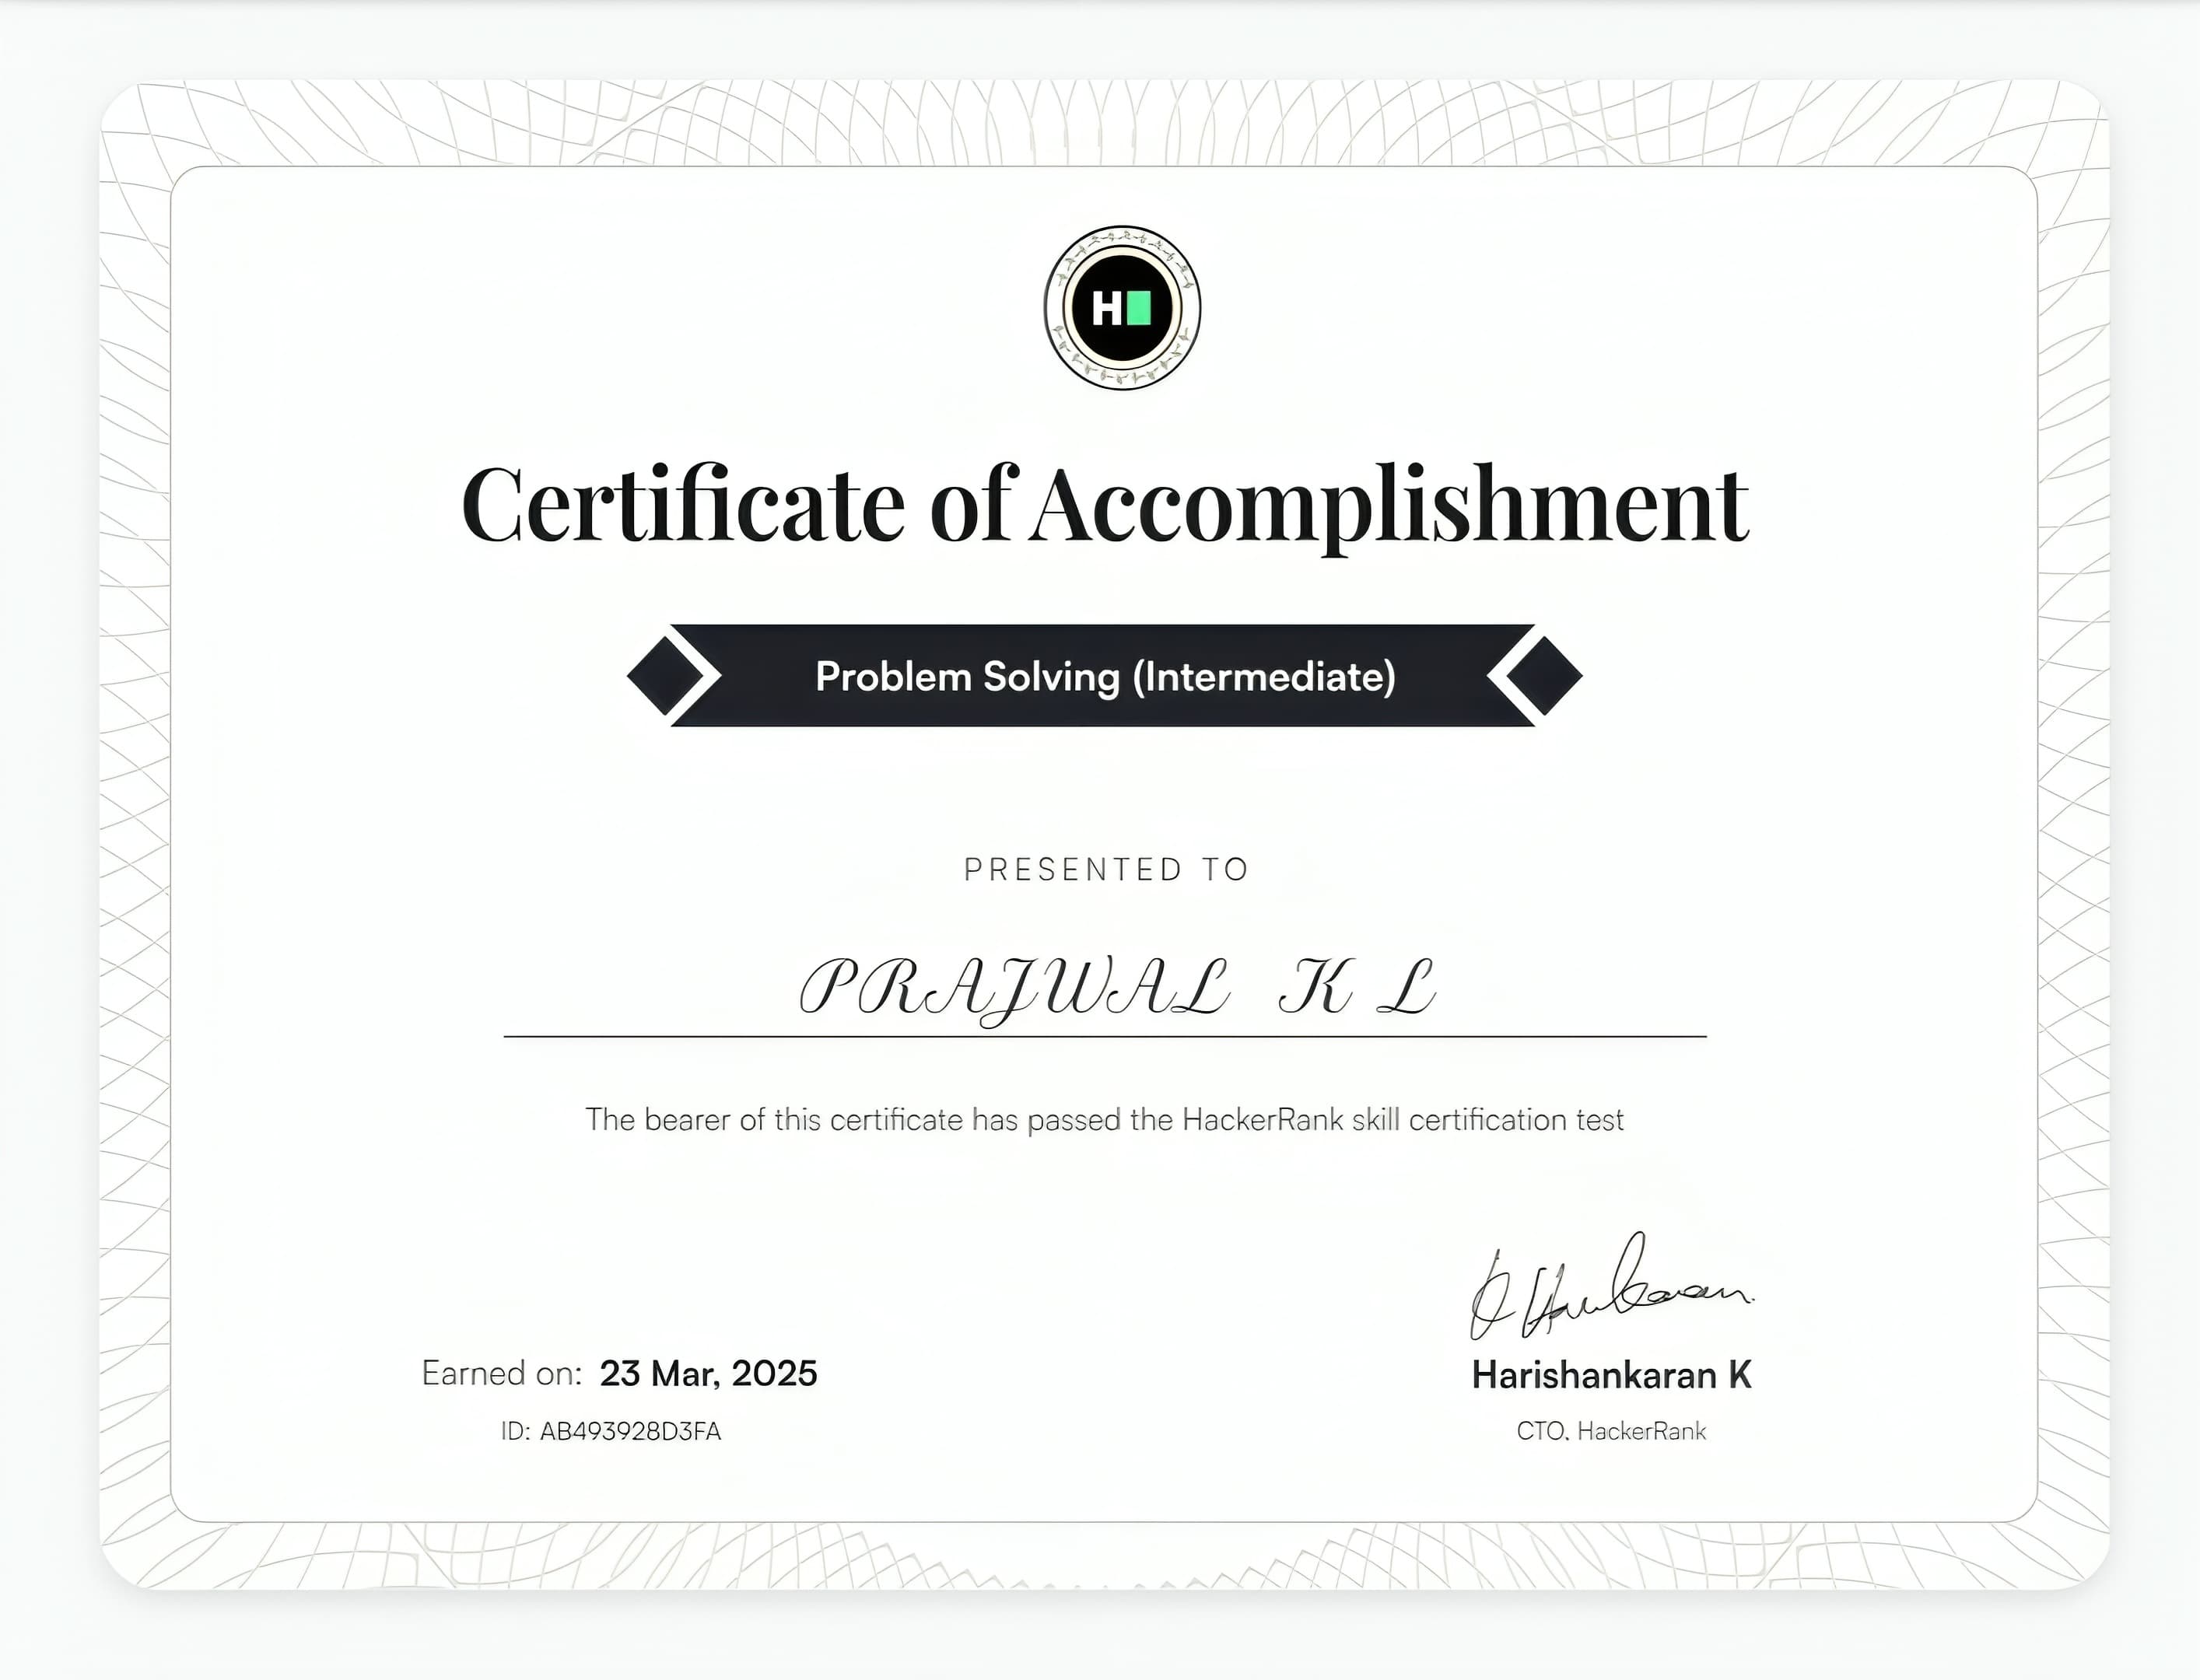 H
Certificate of Accomplishment
Problem Solving (Intermediate)
PRESENTED TO
PRAJWAL K L
The bearer of this certificate has passed the HackerRank skill certification test
Earned on: 23 Mar, 2025
ID: AB493928D3FA
Harishankaran K
CTO, HackerRank